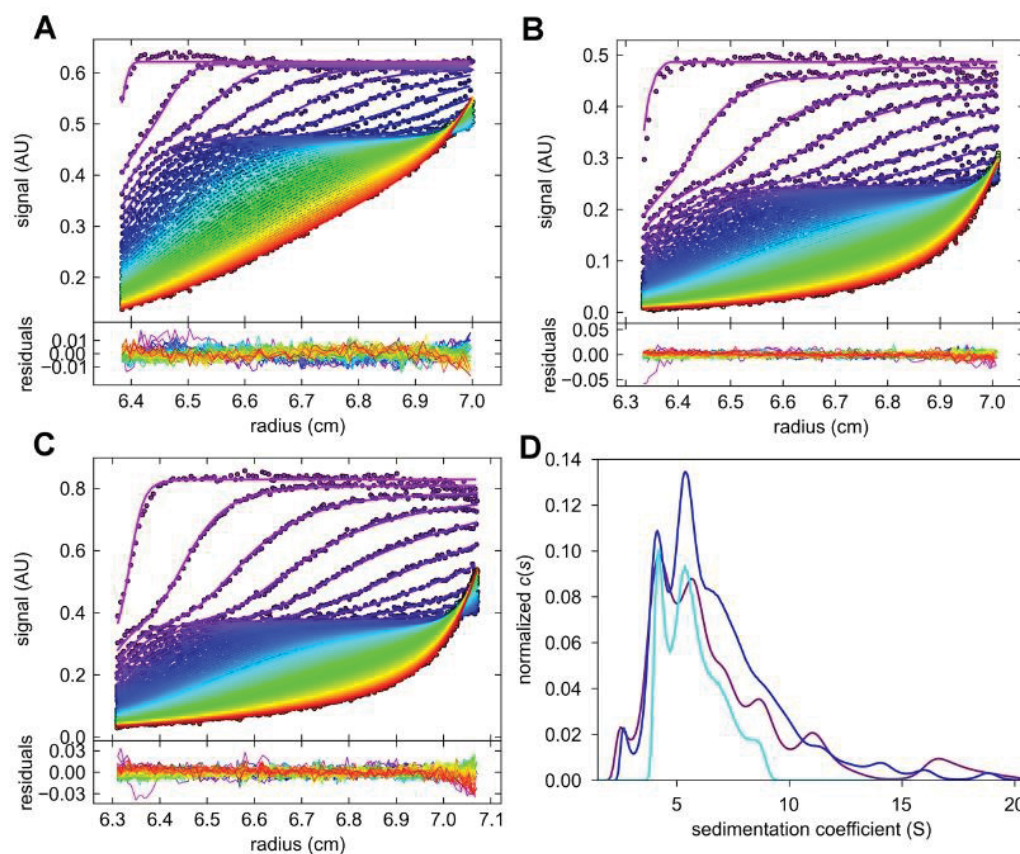 A
0.6
0.5
0.4
0.3
0.2
signal (AU)
0.01
0.00
−0.01
residuals
6.4 6.5 6.6 6.7 6.8 6.9 7.0
radius (cm)
B
0.5
0.4
0.3
0.2
0.1
0.0
signal (AU)
0.05
0.00
−0.05
residuals
6.3 6.4 6.5 6.6 6.7 6.8 6.9 7.0
radius (cm)
C
0.8
0.6
0.4
0.2
0.0
signal (AU)
0.03
0.00
−0.03
residuals
6.3 6.4 6.5 6.6 6.7 6.8 6.9 7.0 7.1
radius (cm)
D
0.14
0.12
0.10
0.08
0.06
0.04
0.02
0.00
normalized c(s)
5 10 15 20
sedimentation coefficient (S)